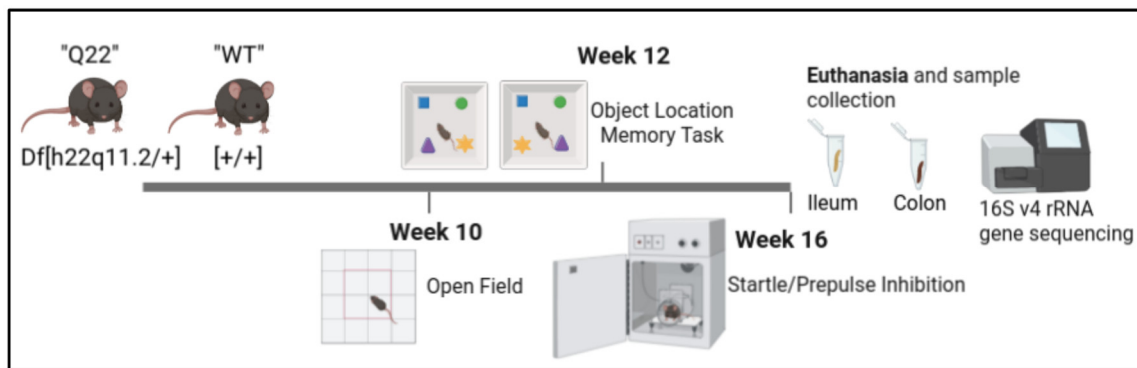 "Q22"
Df[h22q11.2/+]
"WT"
[+/+]
Week 10
Open Field
Week 12
Object Location
Memory Task
Week 16
Startle/Prepulse Inhibition
Euthanasia and sample
collection
Ileum
Colon
16S v4 rRNA
gene sequencing